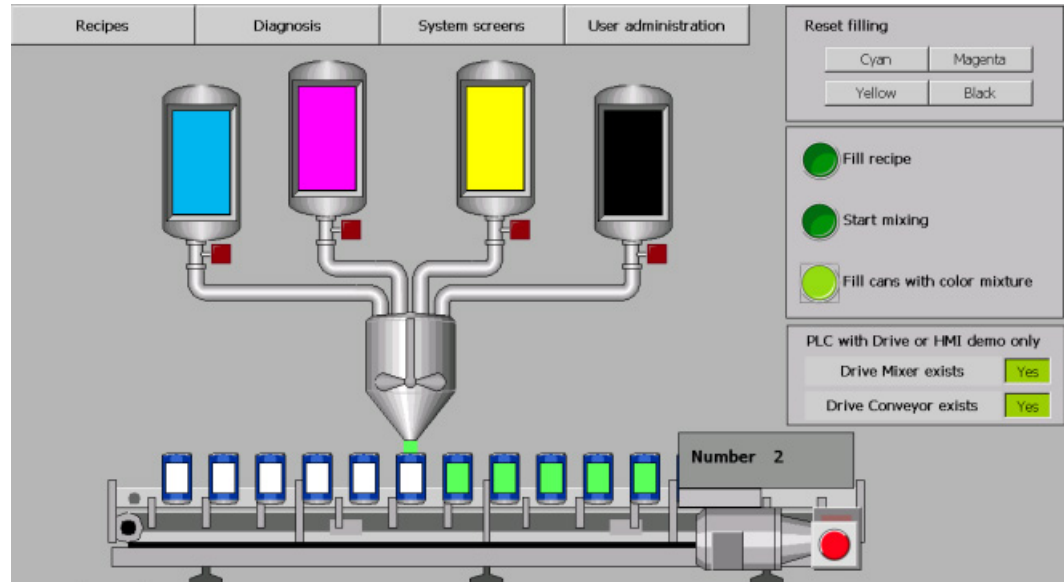 Recipes
Diagnosis
System screens
User administration
Reset filling
Cyan
Magenta
Yellow
Black
Fill recipe
Start mixing
Fill cans with color mixture
PLC with Drive or HMI demo only
Drive Mixer exists
Yes
Drive Conveyor exists
Yes
Number 2